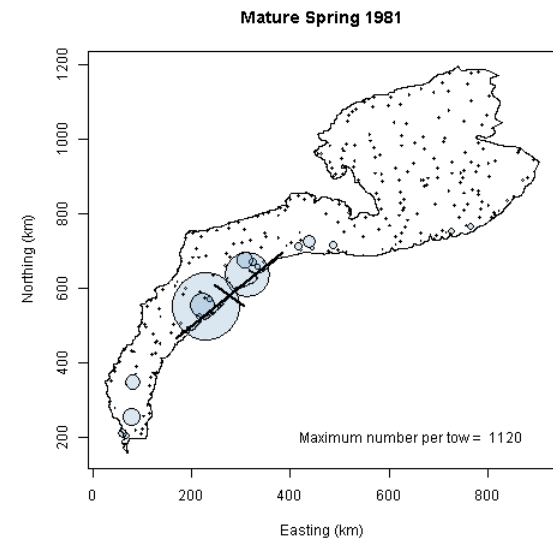 Mature Spring 1981
Northing (km)
1200
1000
800
600
400
200
Maximum number per tow = 1120
0 200 400 600 800
Easting (km)